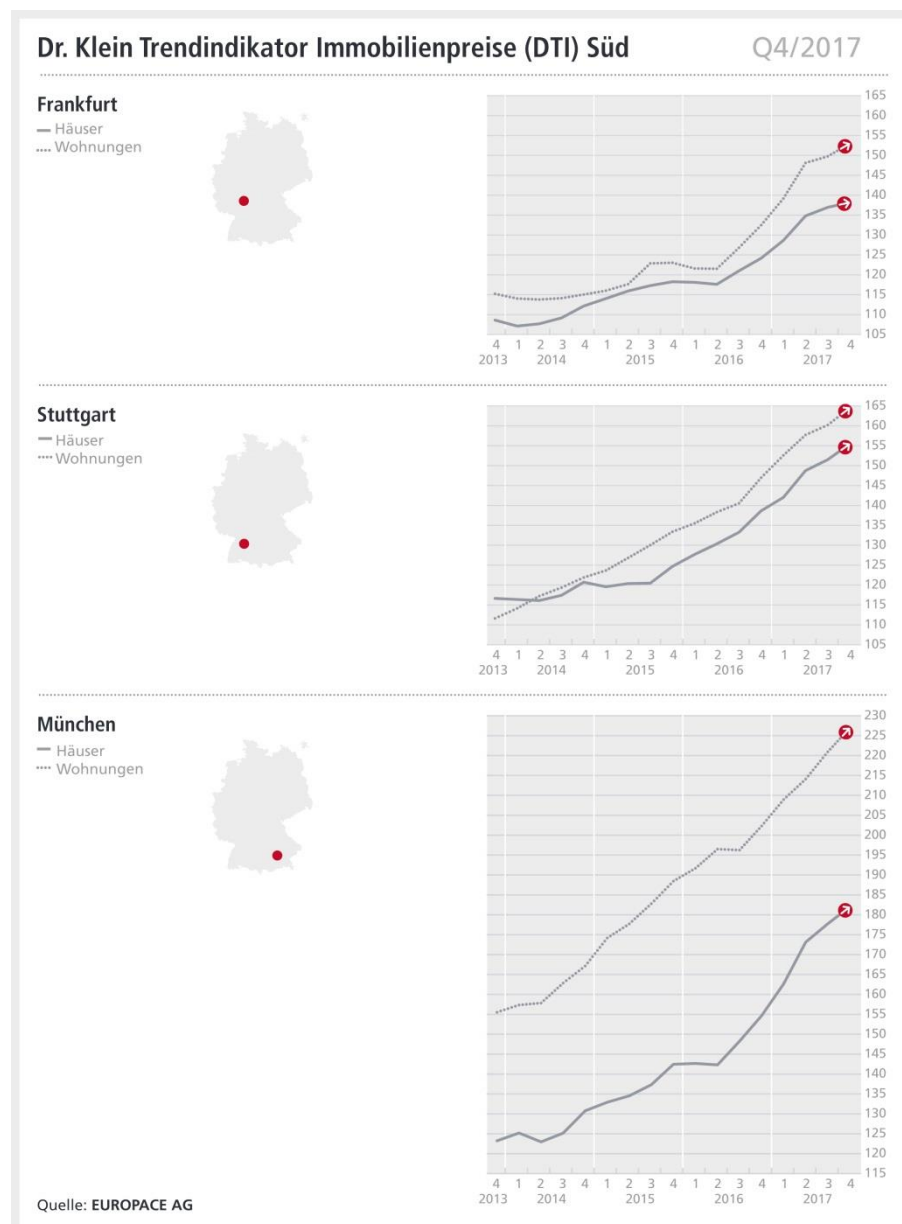 Dr. Klein Trendindikator Immobilienpreise (DTI) Süd Q4/2017
Frankfurt
Häuser
Wohnungen
165
160
155
150
145
140
135
130
125
120
115
110
105
4 1 2 3 4 1 2 3 4 1 2 3 4 1 2 3 4
2013 2014 2015 2016 2017
Stuttgart
Häuser
Wohnungen
165
160
155
150
145
140
135
130
125
120
115
110
105
4 1 2 3 4 1 2 3 4 1 2 3 4 1 2 3 4
2013 2014 2015 2016 2017
München
Häuser
Wohnungen
230
225
220
215
210
205
200
195
190
185
180
175
170
165
160
155
150
145
140
135
130
125
120
115
4 1 2 3 4 1 2 3 4 1 2 3 4 1 2 3 4
2013 2014 2015 2016 2017
Quelle: EUROPACE AG